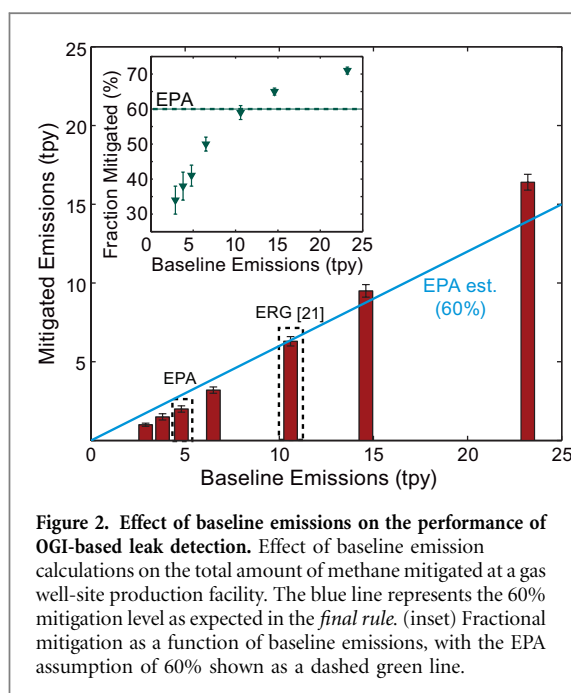 25
20
15
10
5
Mitigated Emissions (tpy)
70
60
50
40
30
Fraction Mitigated (%)
EPA
0 5 10 15 20 25
Baseline Emissions (tpy)
EPA est.
(60%)
ERG [21]
EPA
0 5 10 15 20 25
Baseline Emissions (tpy)
Figure 2. Effect of baseline emissions on the performance of
OGI-based leak detection. Effect of baseline emission
calculations on the total amount of methane mitigated at a gas
well-site production facility. The blue line represents the 60%
mitigation level as expected in the final rule. (inset) Fractional
mitigation as a function of baseline emissions, with the EPA
assumption of 60% shown as a dashed green line.